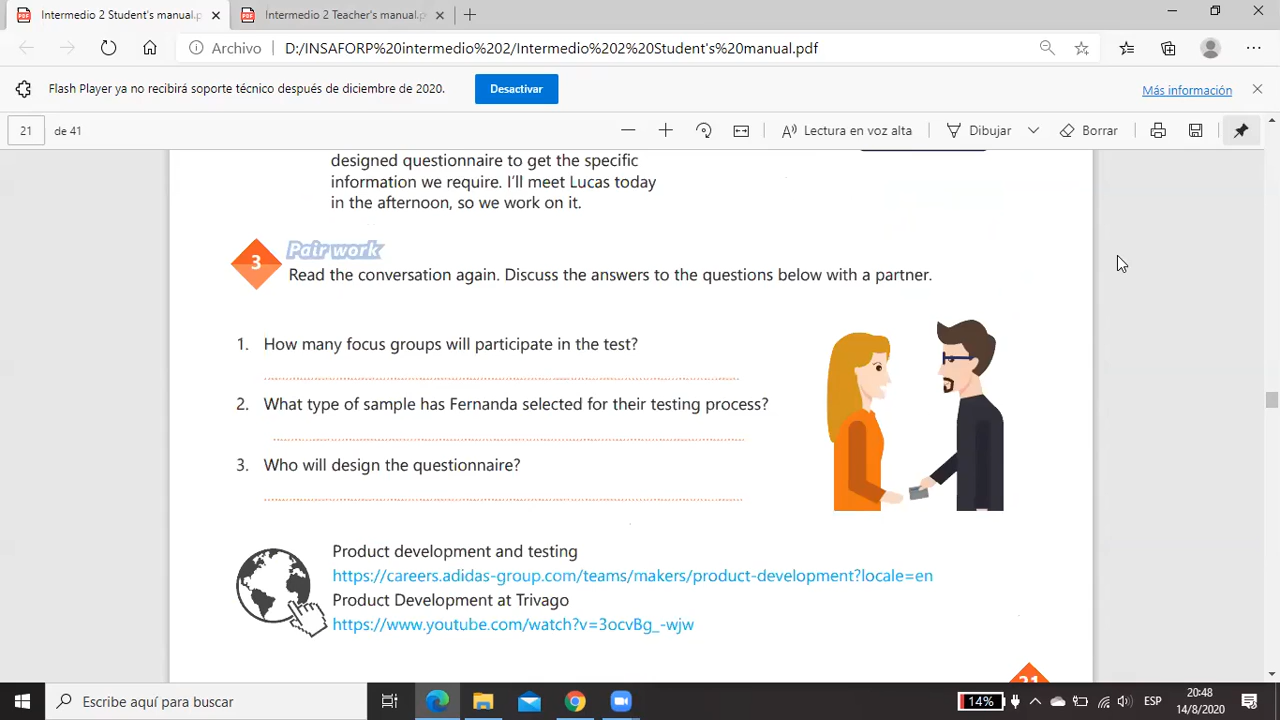 Intermedio 2 Student's manual.p
Intermedio 2 Teacher's manual.p
Archivo
D:/INSAFORP%20intermedio%202/Intermedio%202%20Student's%20manual.pdf
Flash Player ya no recibirá soporte técnico después de diciembre de 2020.
Desactivar
Más información
21
de 41
Lectura en voz alta
Dibujar
Borrar
designed questionnaire to get the specific
information we require. I'll meet Lucas today
in the afternoon, so we work on it.
3
Pair work
Read the conversation again. Discuss the answers to the questions below with a partner.
1. How many focus groups will participate in the test?
2. What type of sample has Fernanda selected for their testing process?
3. Who will design the questionnaire?
Product development and testing
https://careers.adidas-group.com/teams/makers/product-development?locale=en
Product Development at Trivago
https://www.youtube.com/watch?v=3ocvBg_-wjw
21
Escribe aquí para buscar
14%
ESP
20:48
14/8/2020